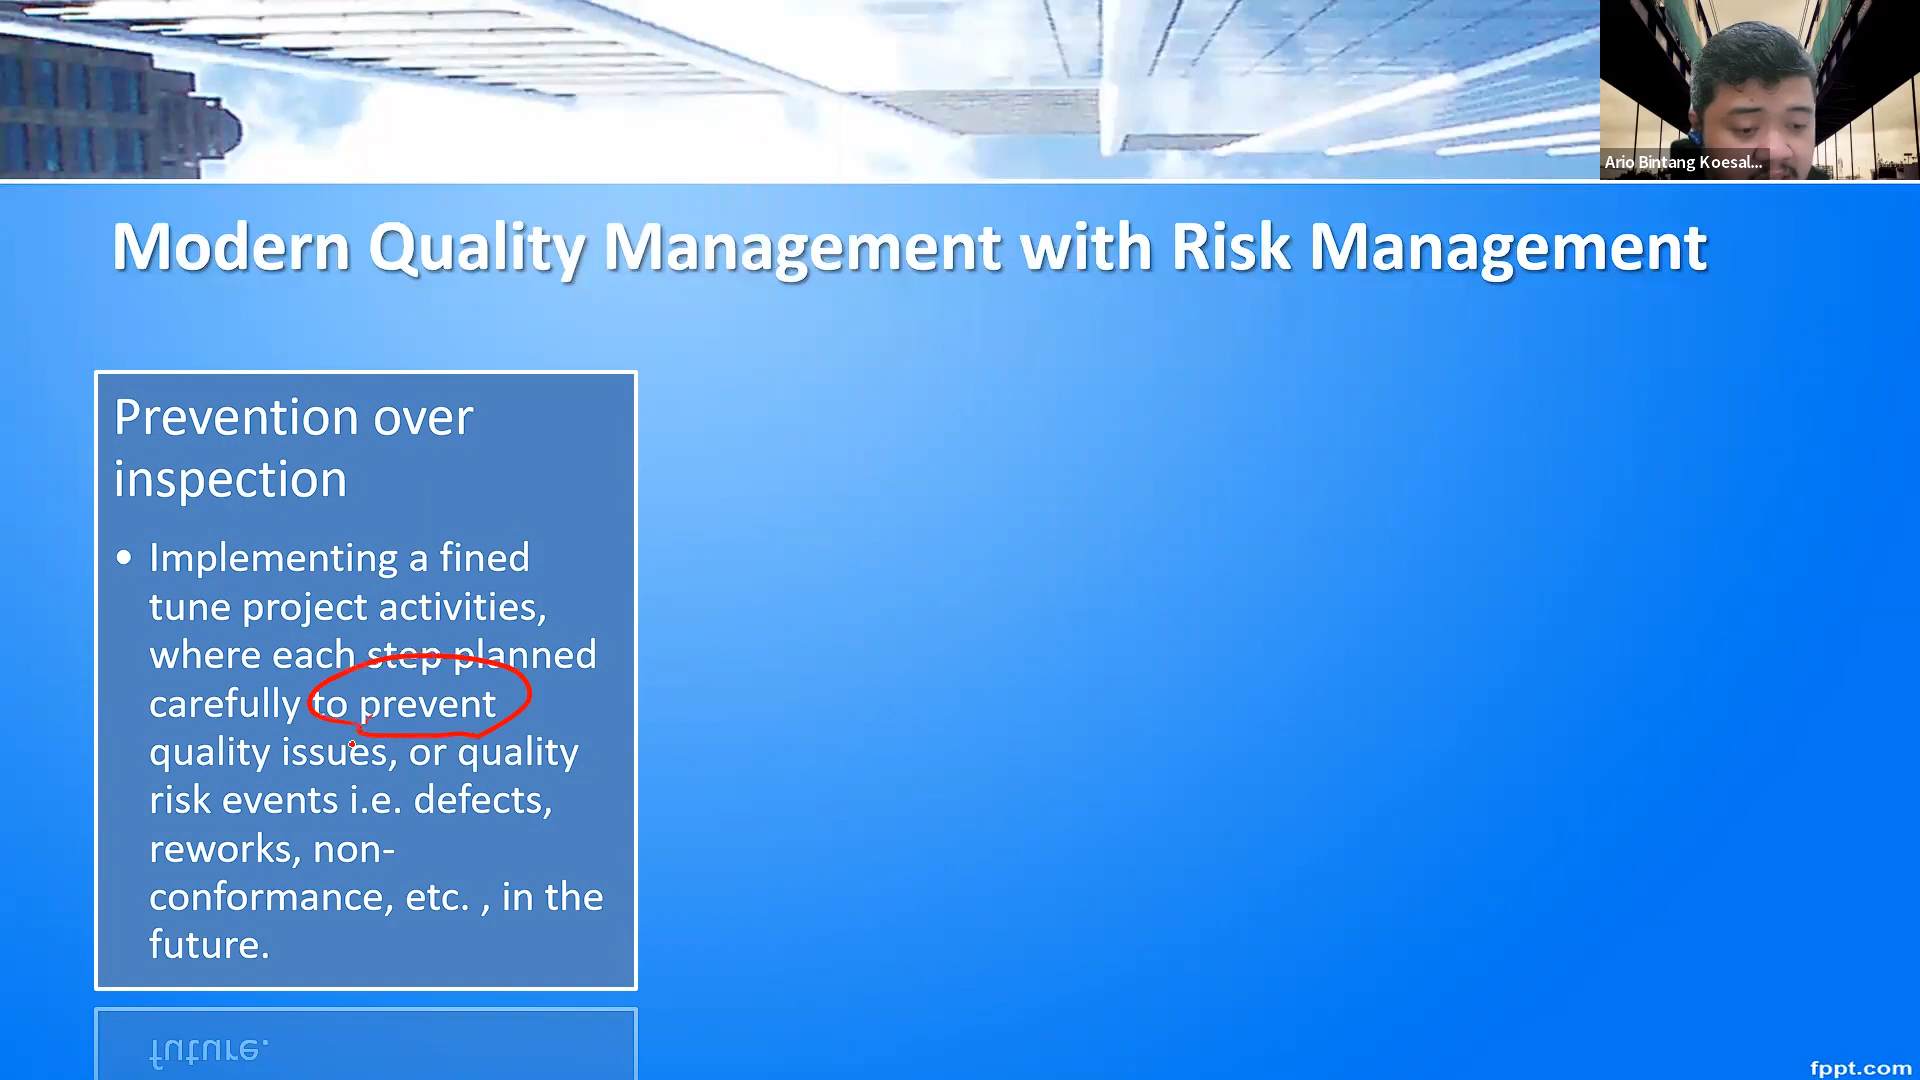 Ario Bintang Koesal...
Modern Quality Management with Risk Management
Prevention over
inspection
• Implementing a fined
tune project activities,
where each step planned
carefully to prevent
quality issues, or quality
risk events i.e. defects,
reworks, non-
conformance, etc. , in the
future.
future.
fppt.com